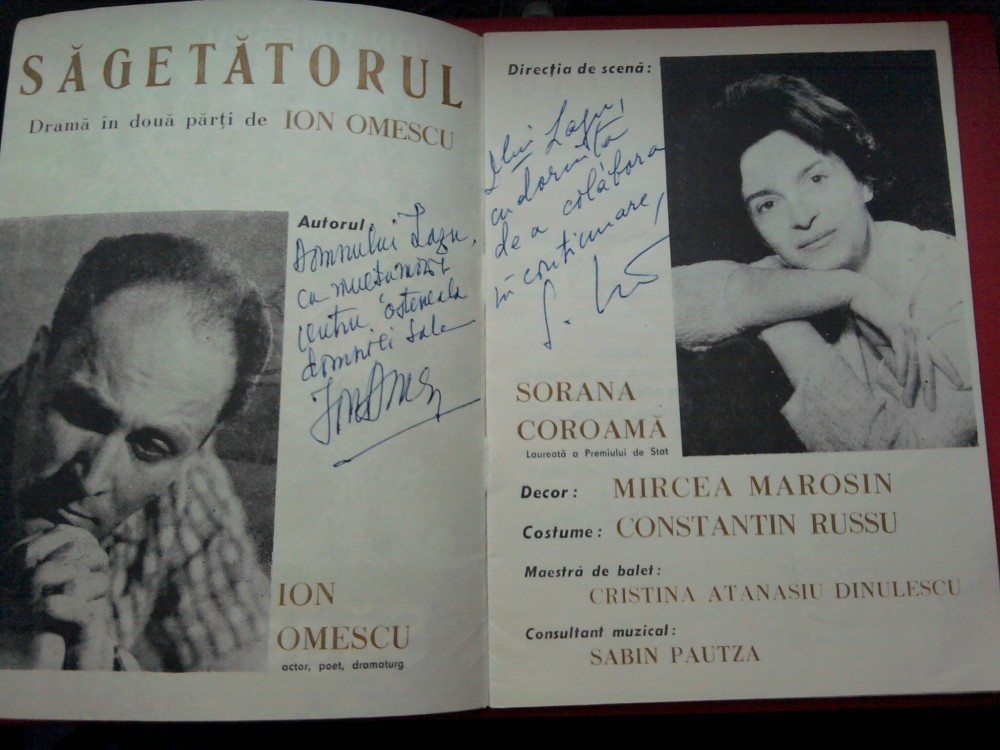 SĂGETĂTORUL
Dramă în două părți de ION OMESCU
Autorul:
Domnului Lazu,
cu mulțumiri
pentru osteneala
domniei sale
ION
OMESCU
actor, poet, dramaturg
Direcția de scenă:
Dlui Lazu,
cu dorința
de a colabora
în continuare,
SORANA
COROAMĂ
Laureată a Premiului de Stat
Decor: MIRCEA MAROSIN
Costume: CONSTANTIN RUSSU
Maestră de balet:
CRISTINA ATANASIU DINULESCU
Consultant muzical:
SABIN PAUTZA